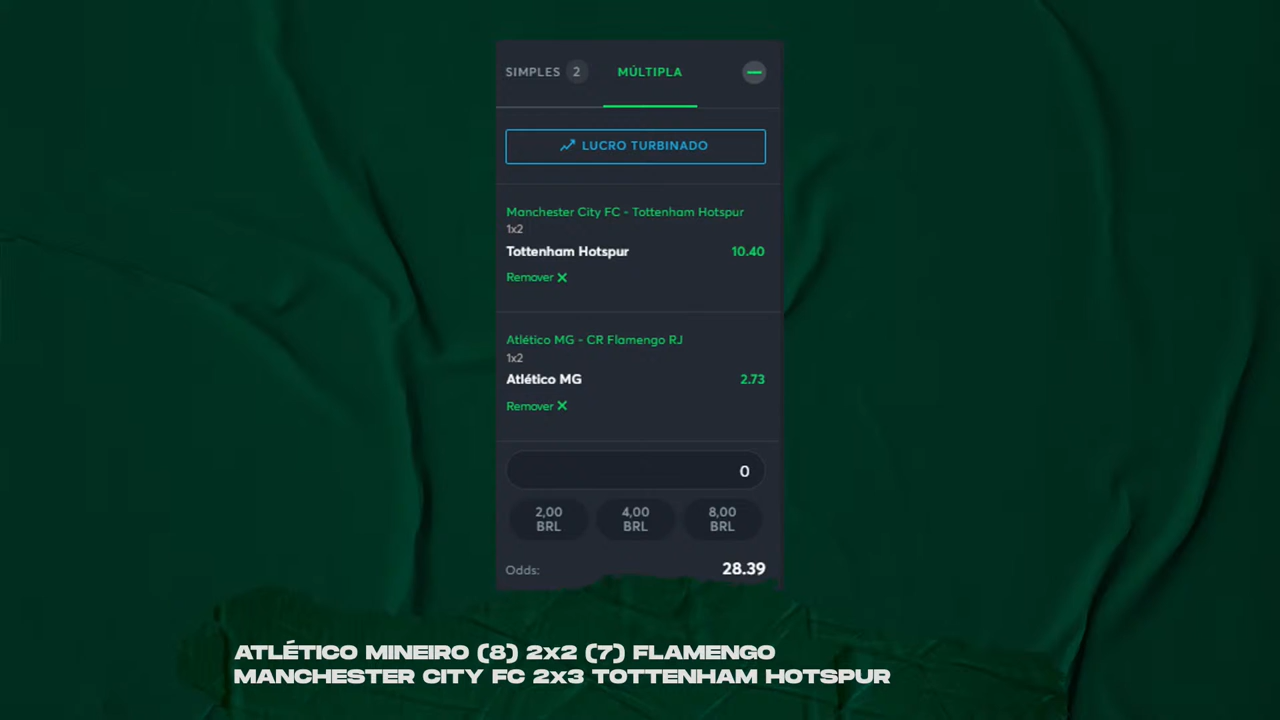 SIMPLES 2 MÚLTIPLA
LUCRO TURBINADO
Manchester City FC - Tottenham Hotspur
1x2
Tottenham Hotspur 10.40
Remover X
Atlético MG - CR Flamengo RJ
1x2
Atlético MG 2.73
Remover X
0
2,00 BRL 4,00 BRL 8,00 BRL
Odds: 28.39
ATLÉTICO MINEIRO (8) 2x2 (7) FLAMENGO
MANCHESTER CITY FC 2x3 TOTTENHAM HOTSPUR